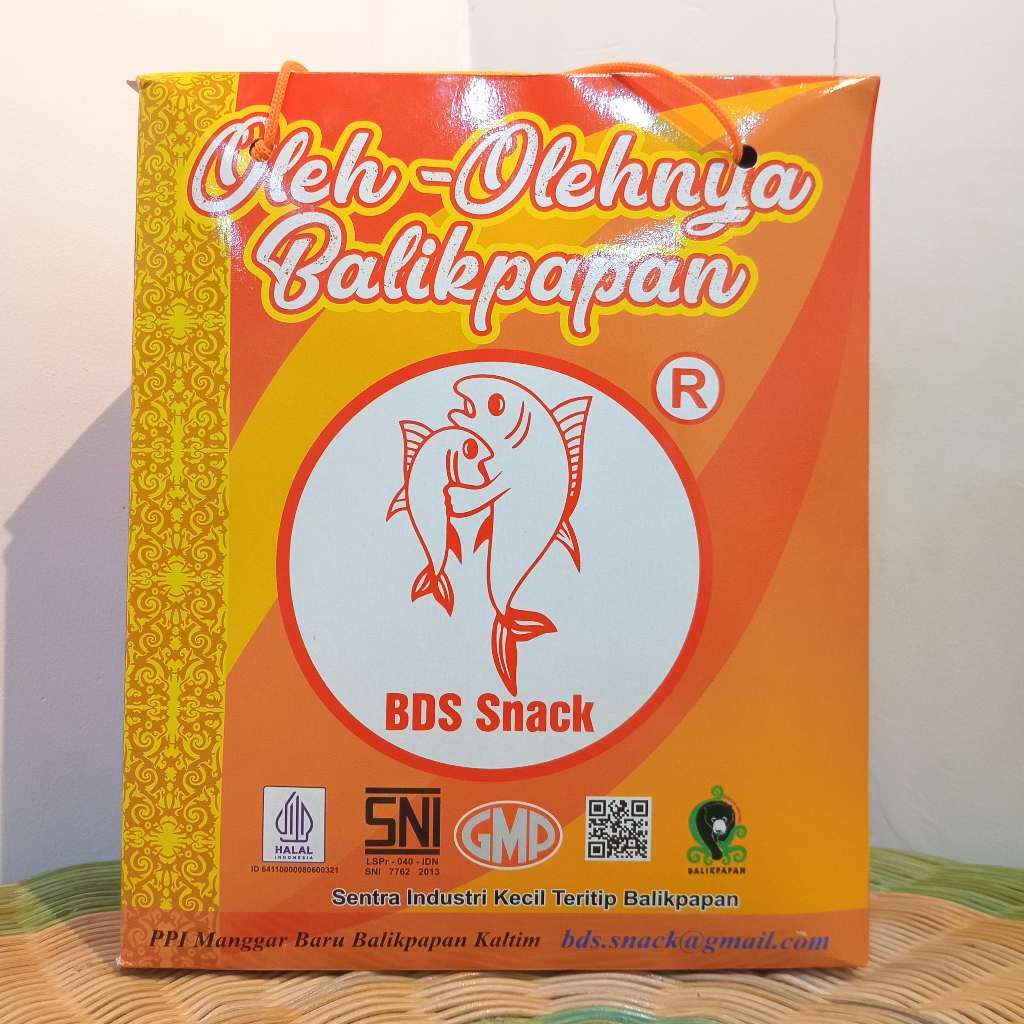 Oleh-Olehnya
Balikpapan
R
BDS Snack
HALAL
INDONESIA
ID 64110000080600321
SNI
LSPr - 040 - IDN
SNI 7762 2013
GMP
BALIKPAPAN
Sentra Industri Kecil Teritip Balikpapan
PPI Manggar Baru Balikpapan Kaltim bds.snack@gmail.com